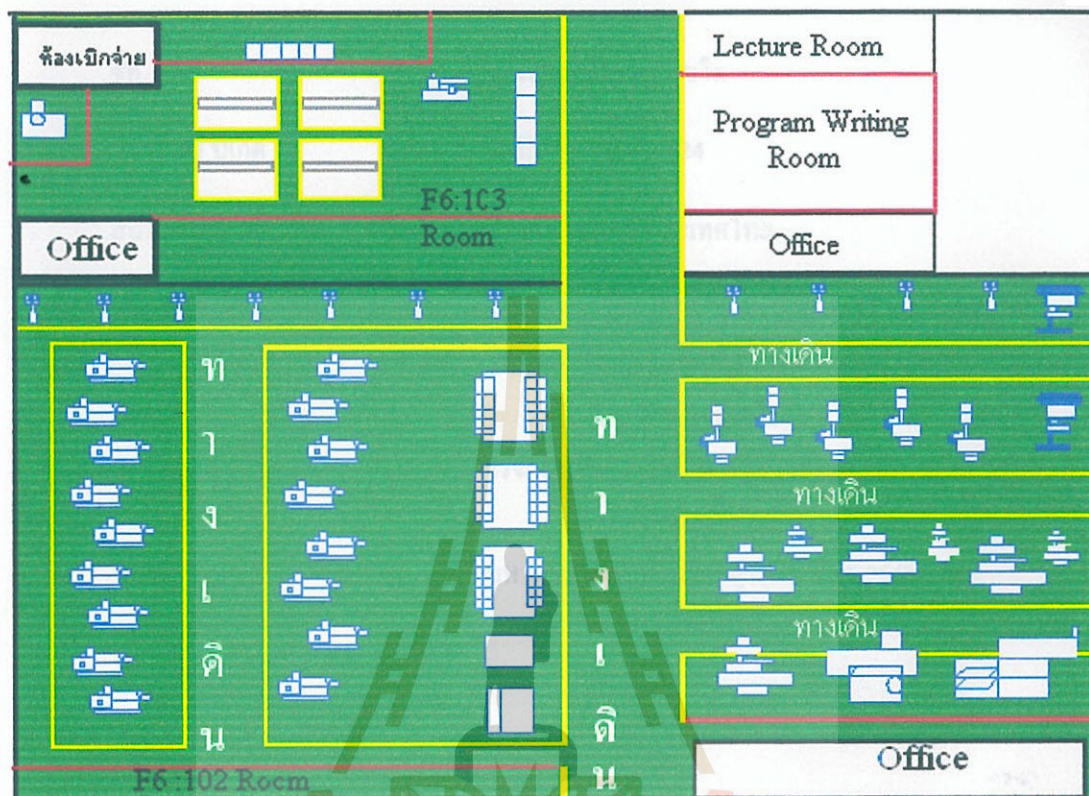 ห้องเบิกจ่าย
F6:103
Room
Office
Lecture Room
Program Writing
Room
Office
ทางเดิน
ทางเดิน
ทางเดิน
ทางเดิน
ทางเดิน
Office
F6:102 Room